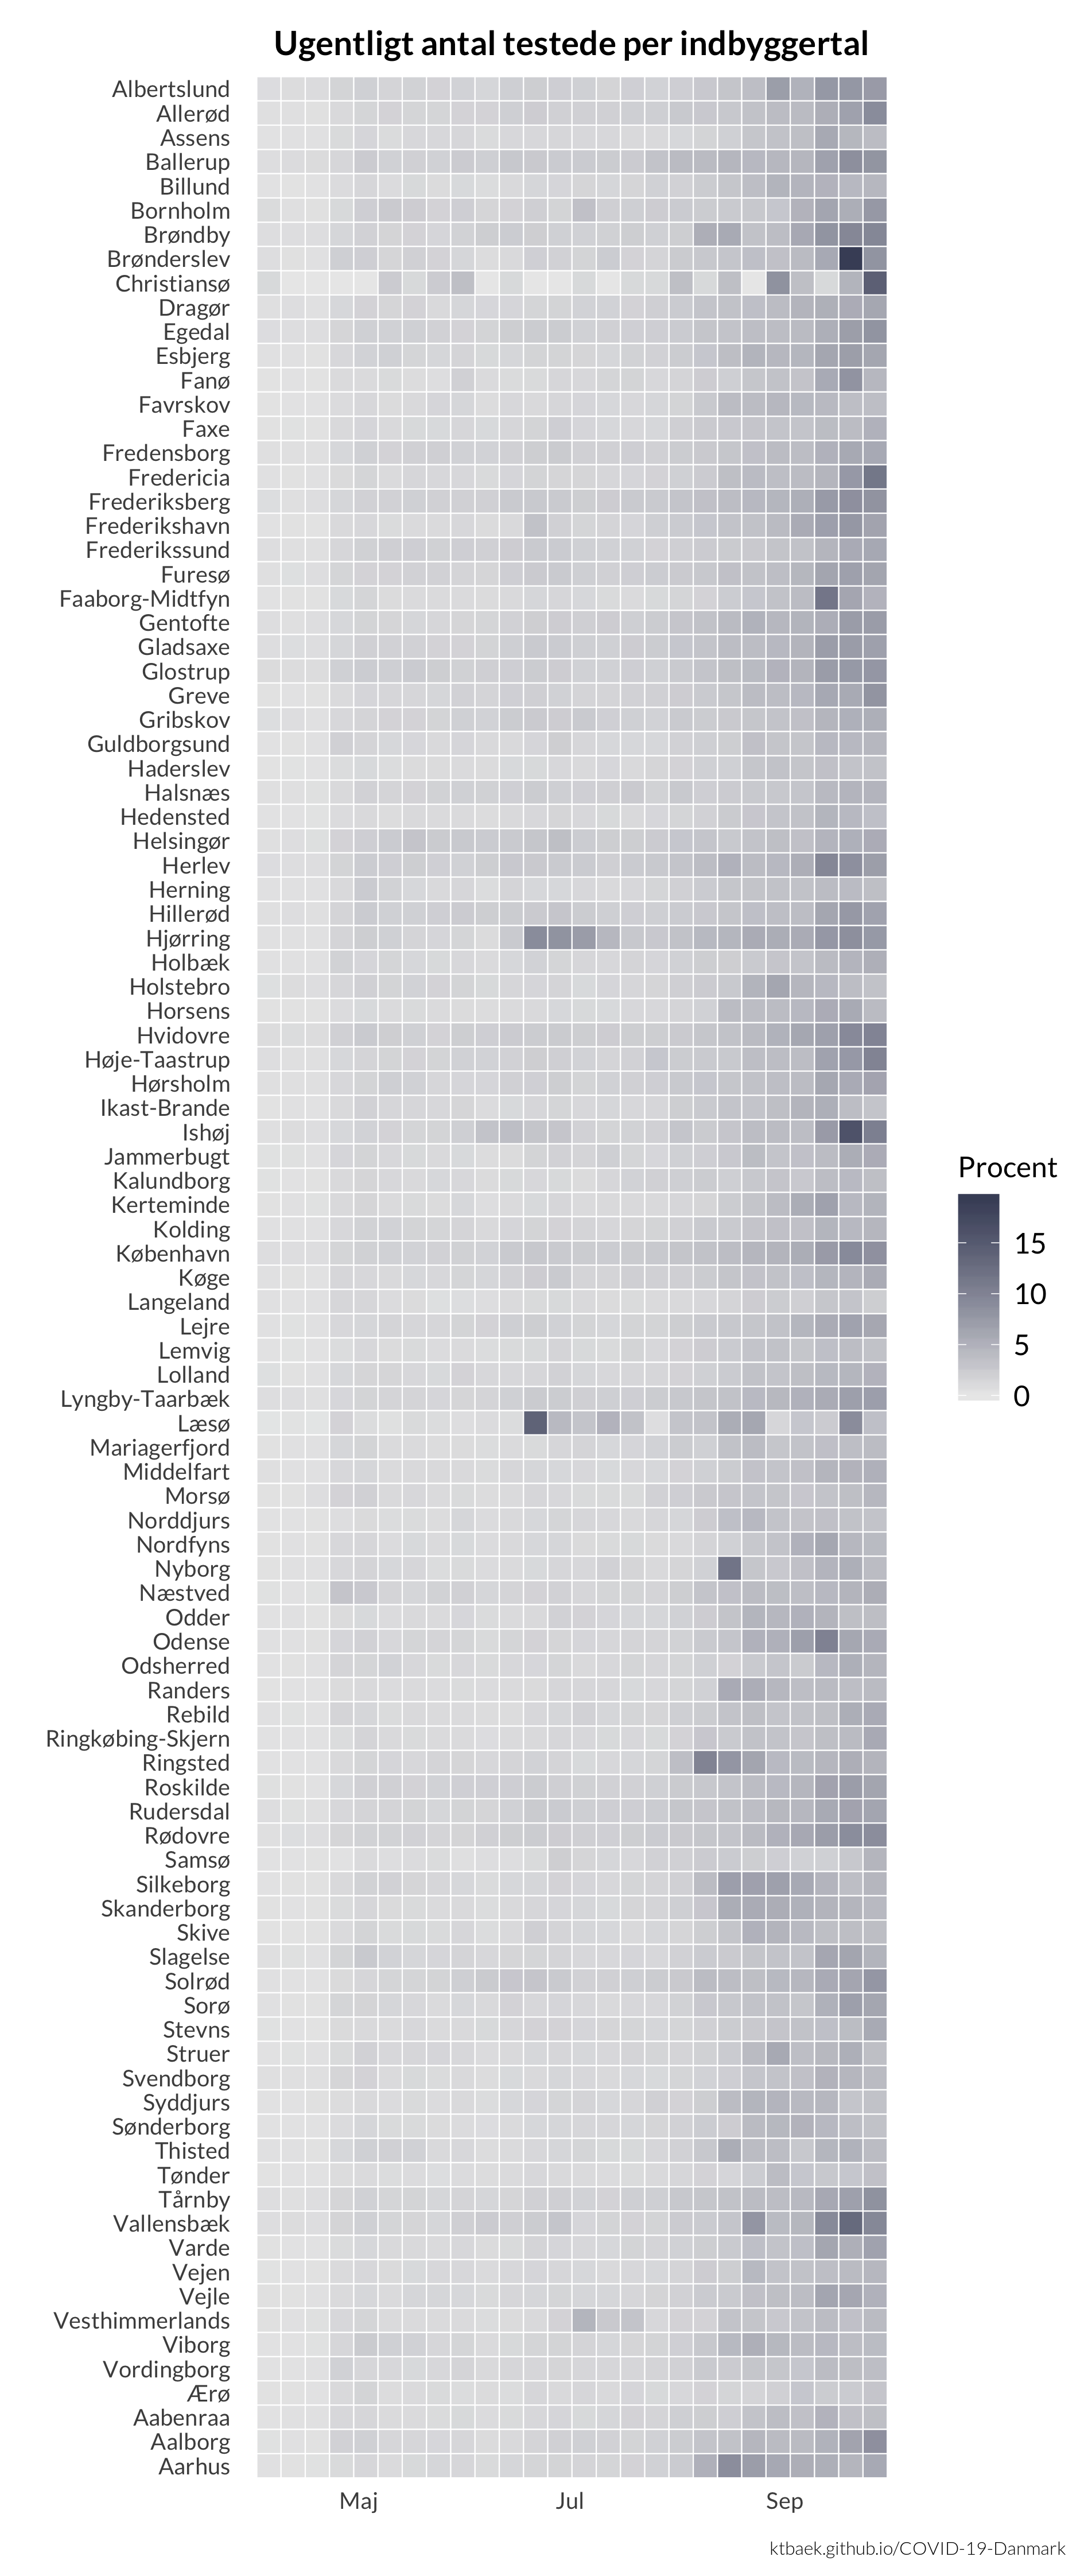 Ugentligt antal testede per indbyggertal
Albertslund
Allerød
Assens
Ballerup
Billund
Bornholm
Brøndby
Brønderslev
Christiansø
Dragør
Egedal
Esbjerg
Fanø
Favrskov
Faxe
Fredensborg
Fredericia
Frederiksberg
Frederikshavn
Frederikssund
Furesø
Faaborg-Midtfyn
Gentofte
Gladsaxe
Glostrup
Greve
Gribskov
Guldborgsund
Haderslev
Halsnæs
Hedensted
Helsingør
Herlev
Herning
Hillerød
Hjørring
Holbæk
Holstebro
Horsens
Hvidovre
Høje-Taastrup
Hørsholm
Ikast-Brande
Ishøj
Jammerbugt
Kalundborg
Kerteminde
Kolding
København
Køge
Langeland
Lejre
Lemvig
Lolland
Lyngby-Taarbæk
Læsø
Mariagerfjord
Middelfart
Morsø
Norddjurs
Nordfyns
Nyborg
Næstved
Odder
Odense
Odsherred
Randers
Rebild
Ringkøbing-Skjern
Ringsted
Roskilde
Rudersdal
Rødovre
Samsø
Silkeborg
Skanderborg
Skive
Slagelse
Solrød
Sorø
Stevns
Struer
Svendborg
Syddjurs
Sønderborg
Thisted
Tønder
Tårnby
Vallensbæk
Varde
Vejen
Vejle
Vesthimmerlands
Viborg
Vordingborg
Ærø
Aabenraa
Aalborg
Aarhus
Maj Jul Sep
Procent
15
10
5
0
ktbaek.github.io/COVID-19-Danmark